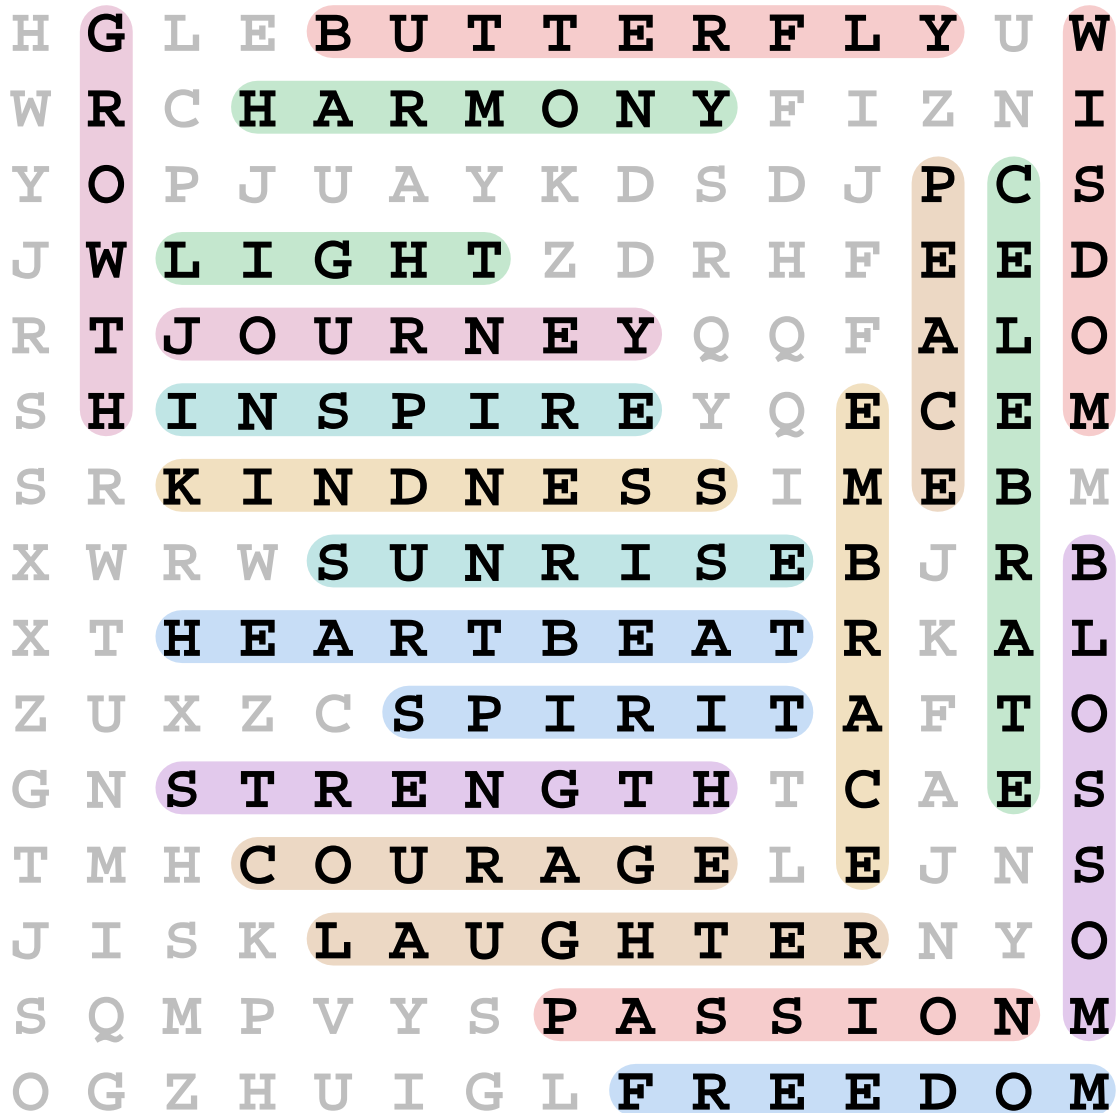 H G L E B U T T E R F L Y U W
W R C H A R M O N Y F I Z N I
Y O P J U A Y K D S D J P C S
J W L I G H T Z D R H F E E D
R T J O U R N E Y Q Q F A L O
S H I N S P I R E Y Q E C E M
S R K I N D N E S S I M E B M
X W R W S U N R I S E B J R B
X T H E A R T B E A T R K A L
Z U X Z C S P I R I T A F T O
G N S T R E N G T H T C A E S
T M H C O U R A G E L E J N S
J I S K L A U G H T E R N Y O
S Q M P V Y S P A S S I O N M
O G Z H U I G L F R E E D O M